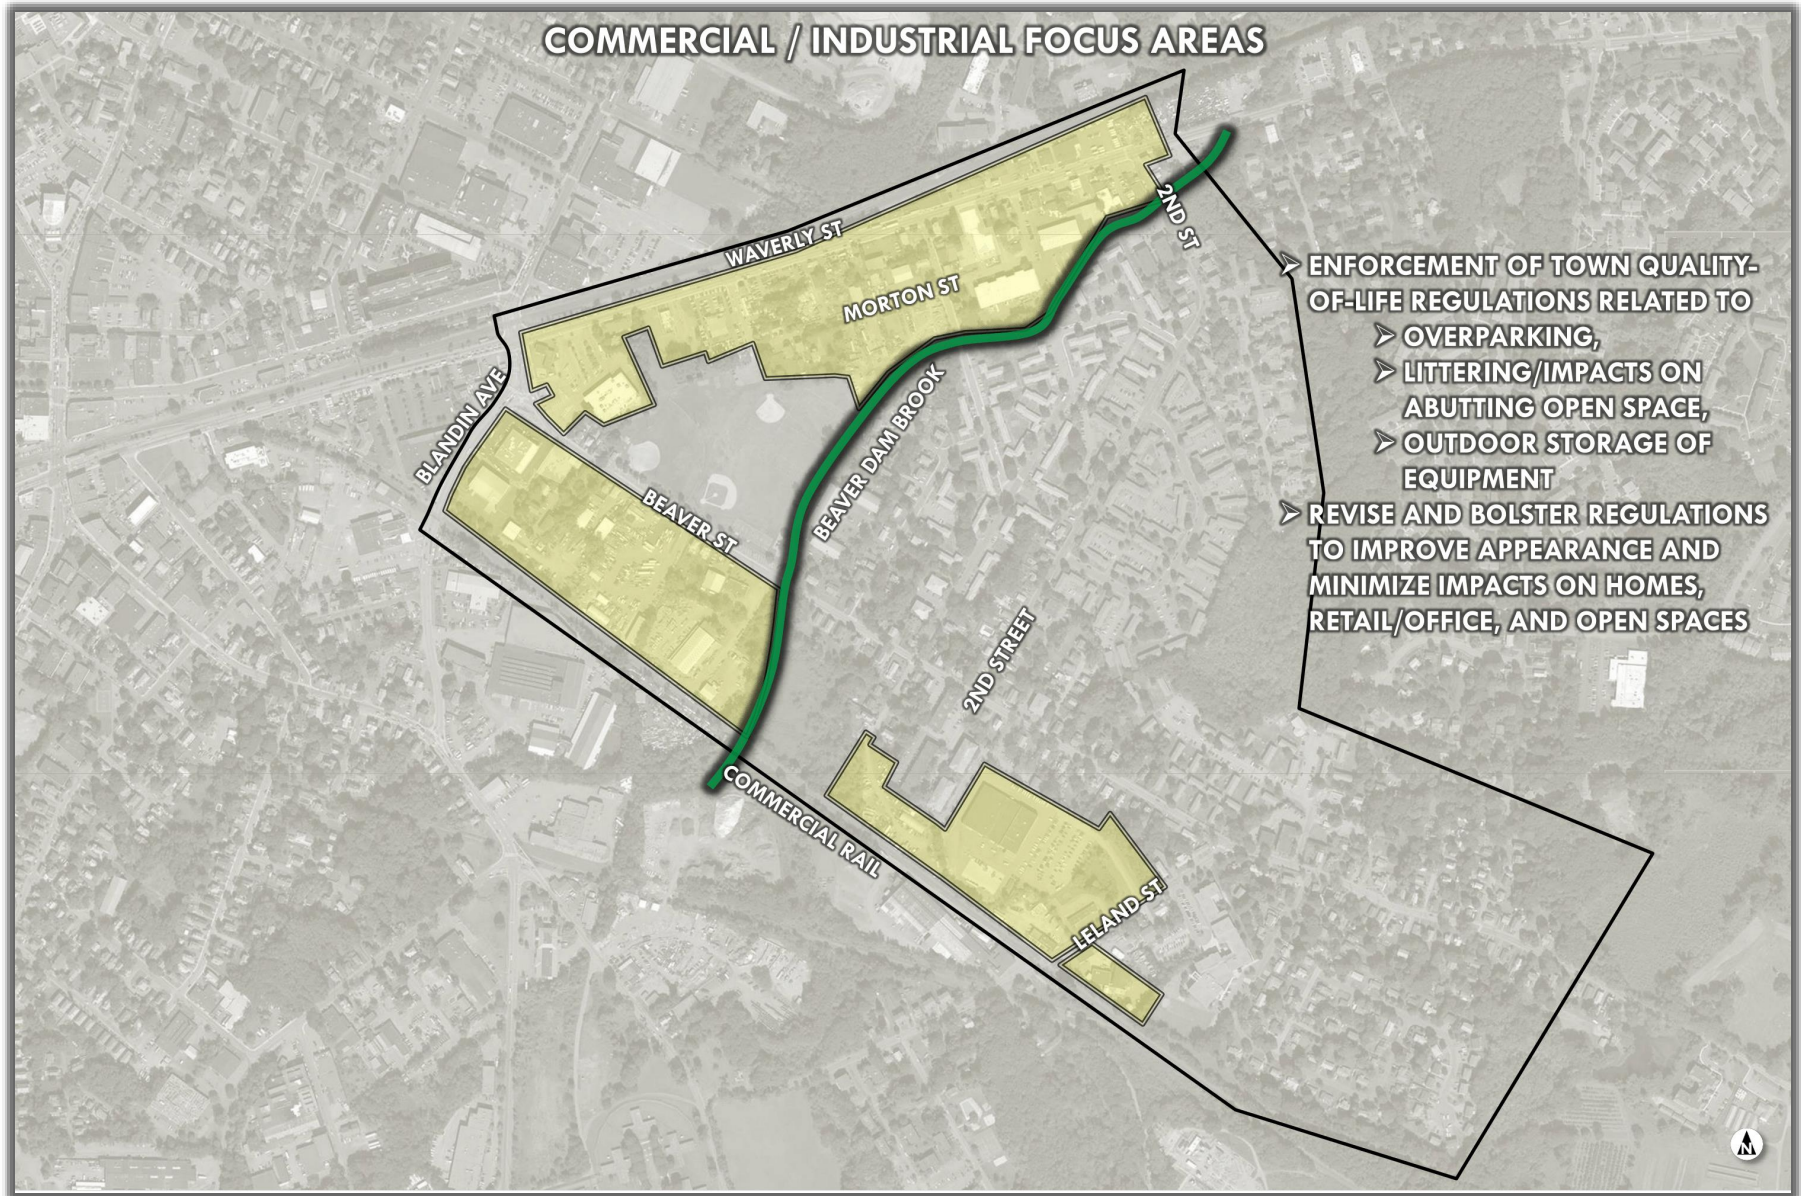 COMMERCIAL / INDUSTRIAL FOCUS AREAS
2ND ST
WAVERLY ST
MORTON ST
BLANDIN AVE
BEAVER DAM BROOK
BEAVER ST
2ND STREET
COMMERCIAL RAIL
LELAND ST
➢ ENFORCEMENT OF TOWN QUALITY-
OF-LIFE REGULATIONS RELATED TO
➢ OVERPARKING,
➢ LITTERING/IMPACTS ON
ABUTTING OPEN SPACE,
➢ OUTDOOR STORAGE OF
EQUIPMENT
➢ REVISE AND BOLSTER REGULATIONS
TO IMPROVE APPEARANCE AND
MINIMIZE IMPACTS ON HOMES,
RETAIL/OFFICE, AND OPEN SPACES
N